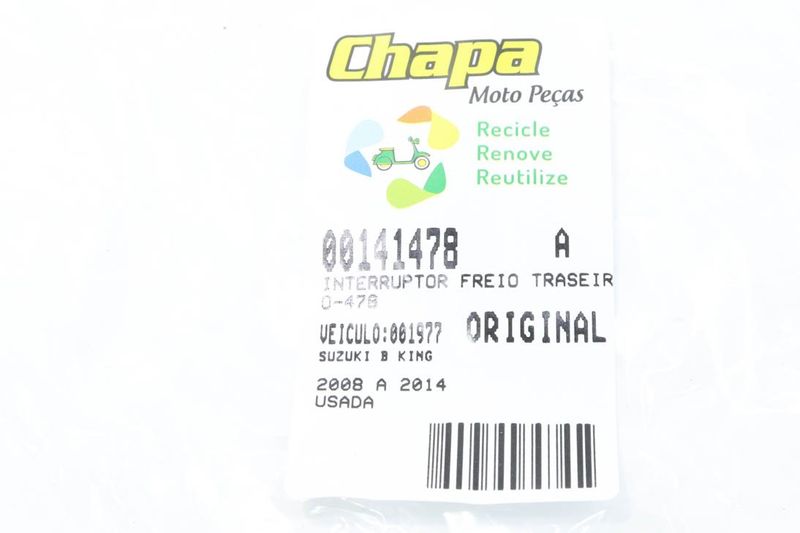 Chapa
Moto Peças
Recicle
Renove
Reutilize
00141478 A
INTERRUPTOR FREIO TRASEIR
O-478
VEICULO:001977 ORIGINAL
SUZUKI B KING
2008 A 2014
USADA